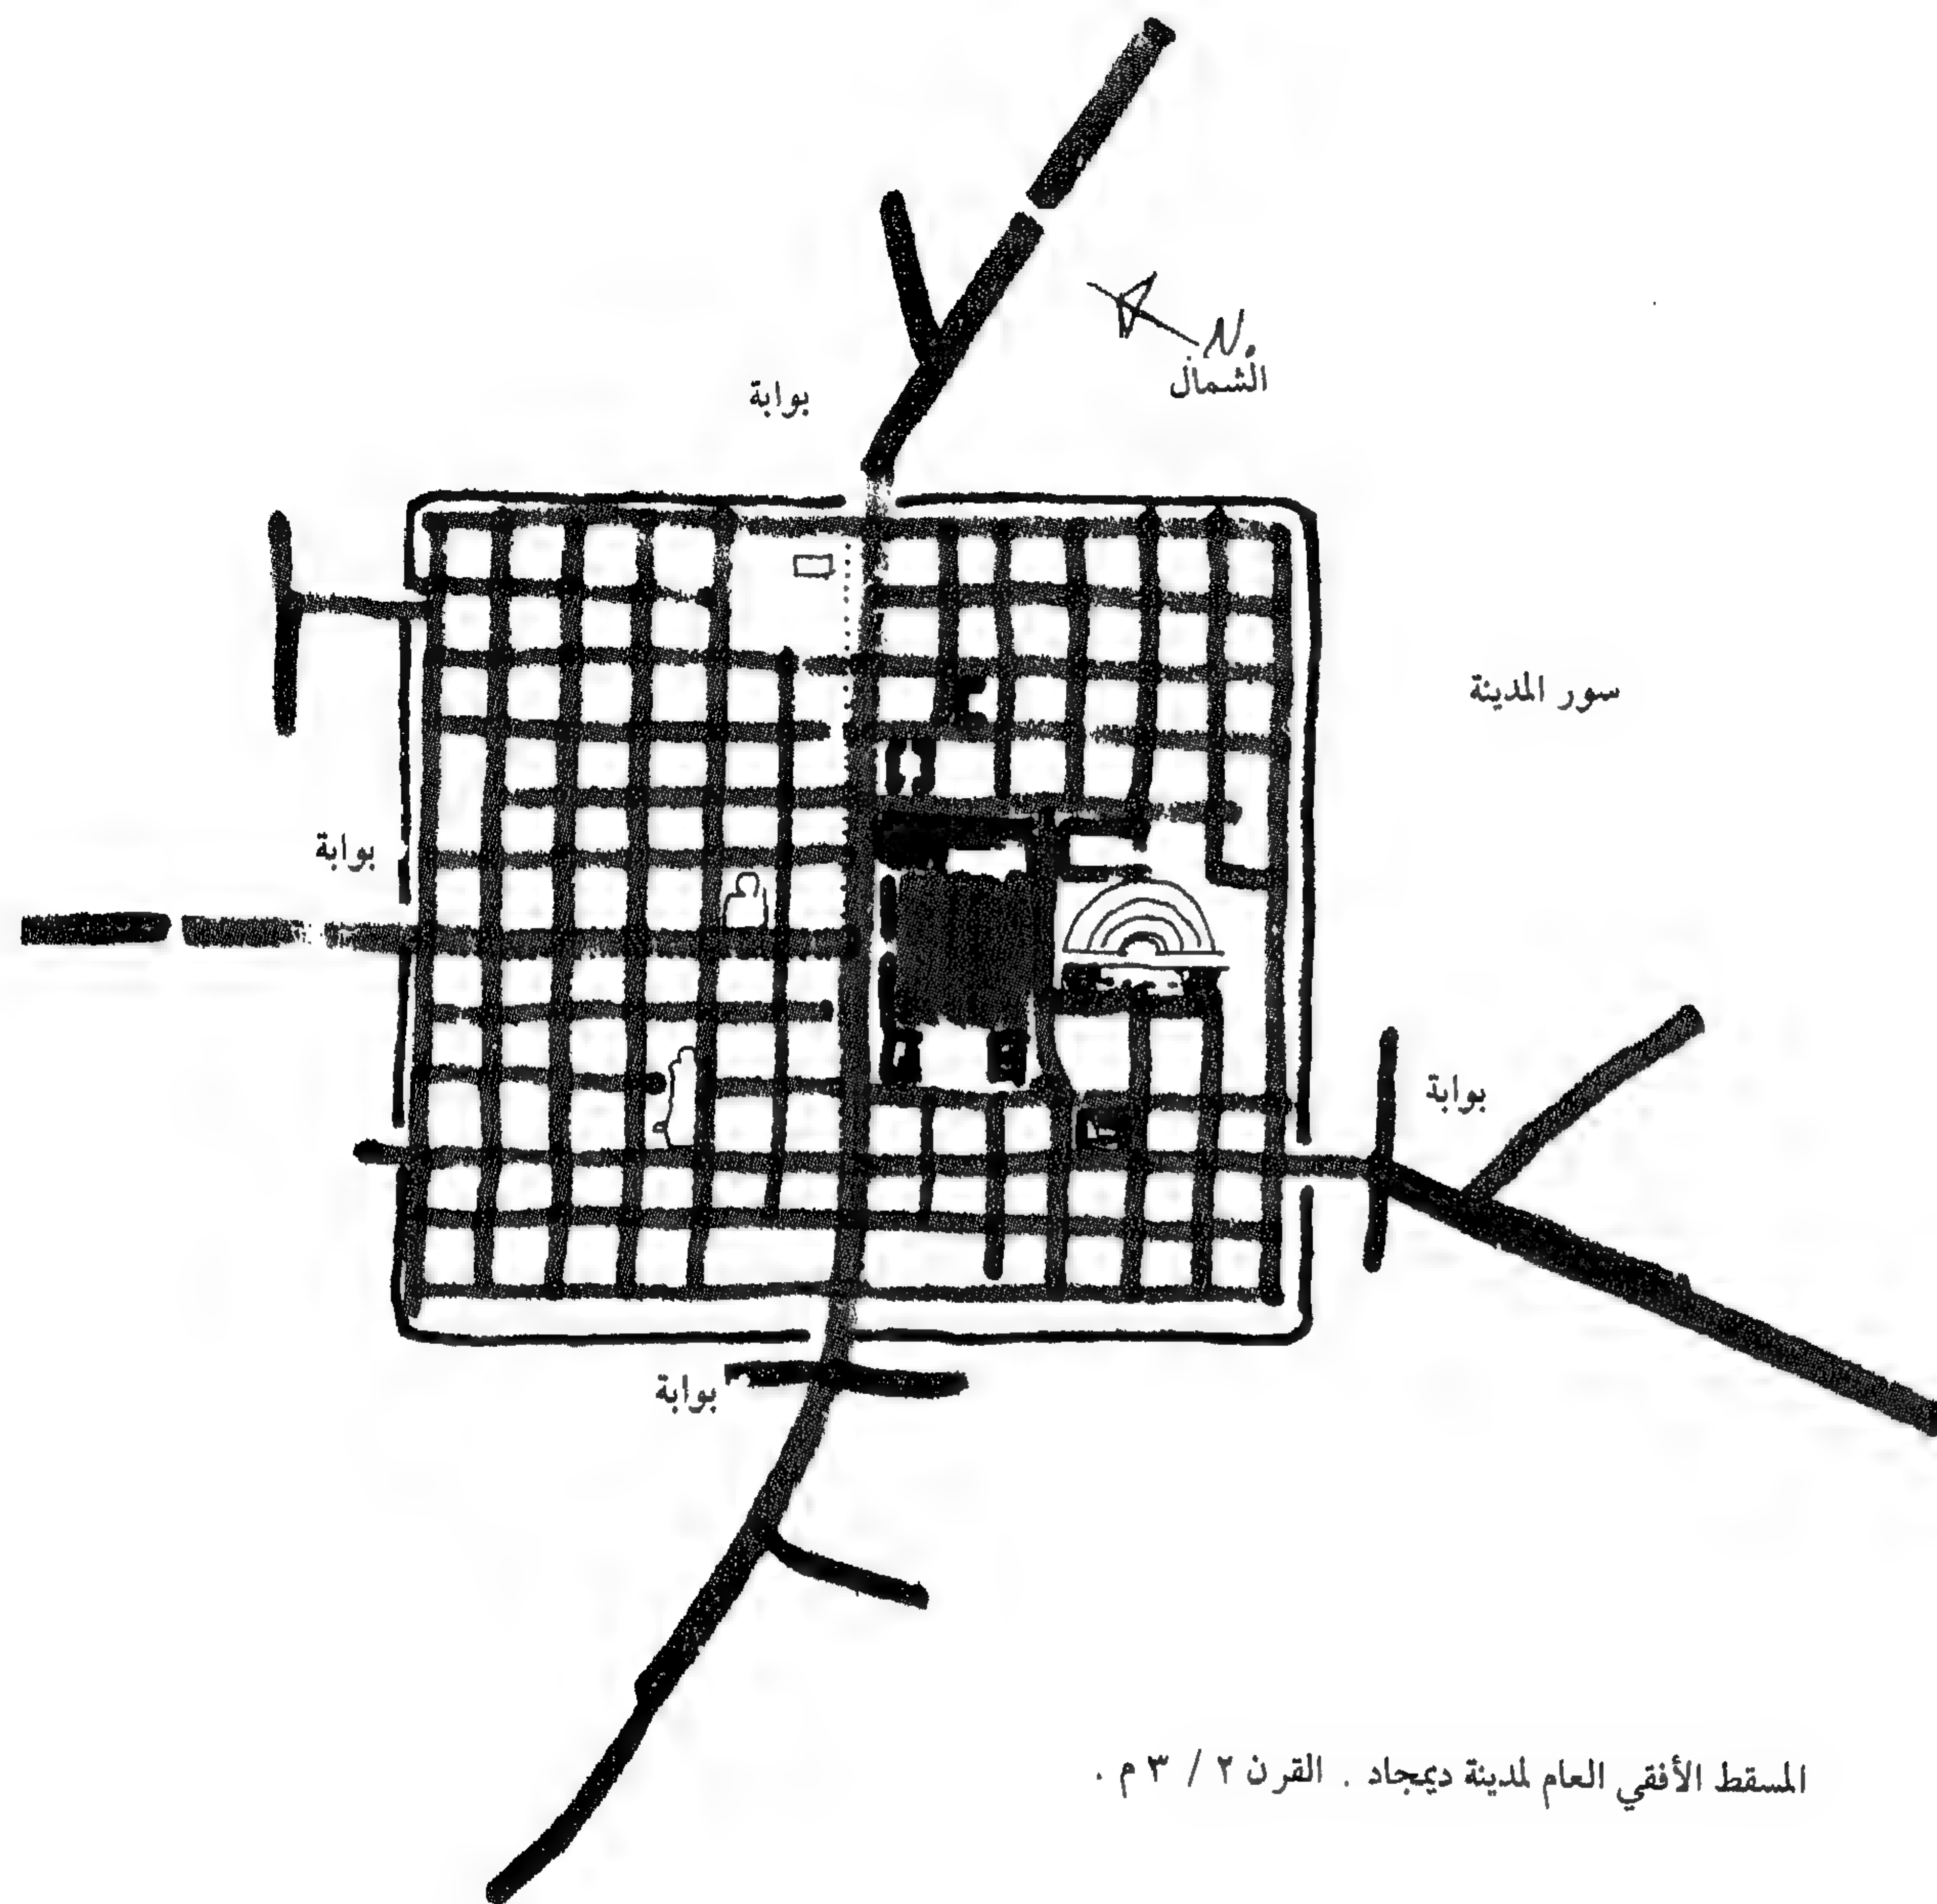 N.
الشمال
بوابة
سور المدينة
بوابة
بوابة
بوابة
المسقط الأفقي العام لمدينة ديمجاد . القرن ٢ / ٣ م .